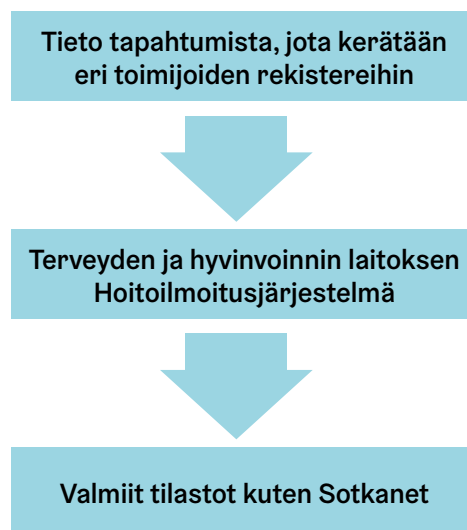 Tieto tapahtumista, jota kerätään
eri toimijoiden rekistereihin
Terveyden ja hyvinvoinnin laitoksen
Hoitoilmoitusjärjestelmä
Valmiit tilastot kuten Sotkanet